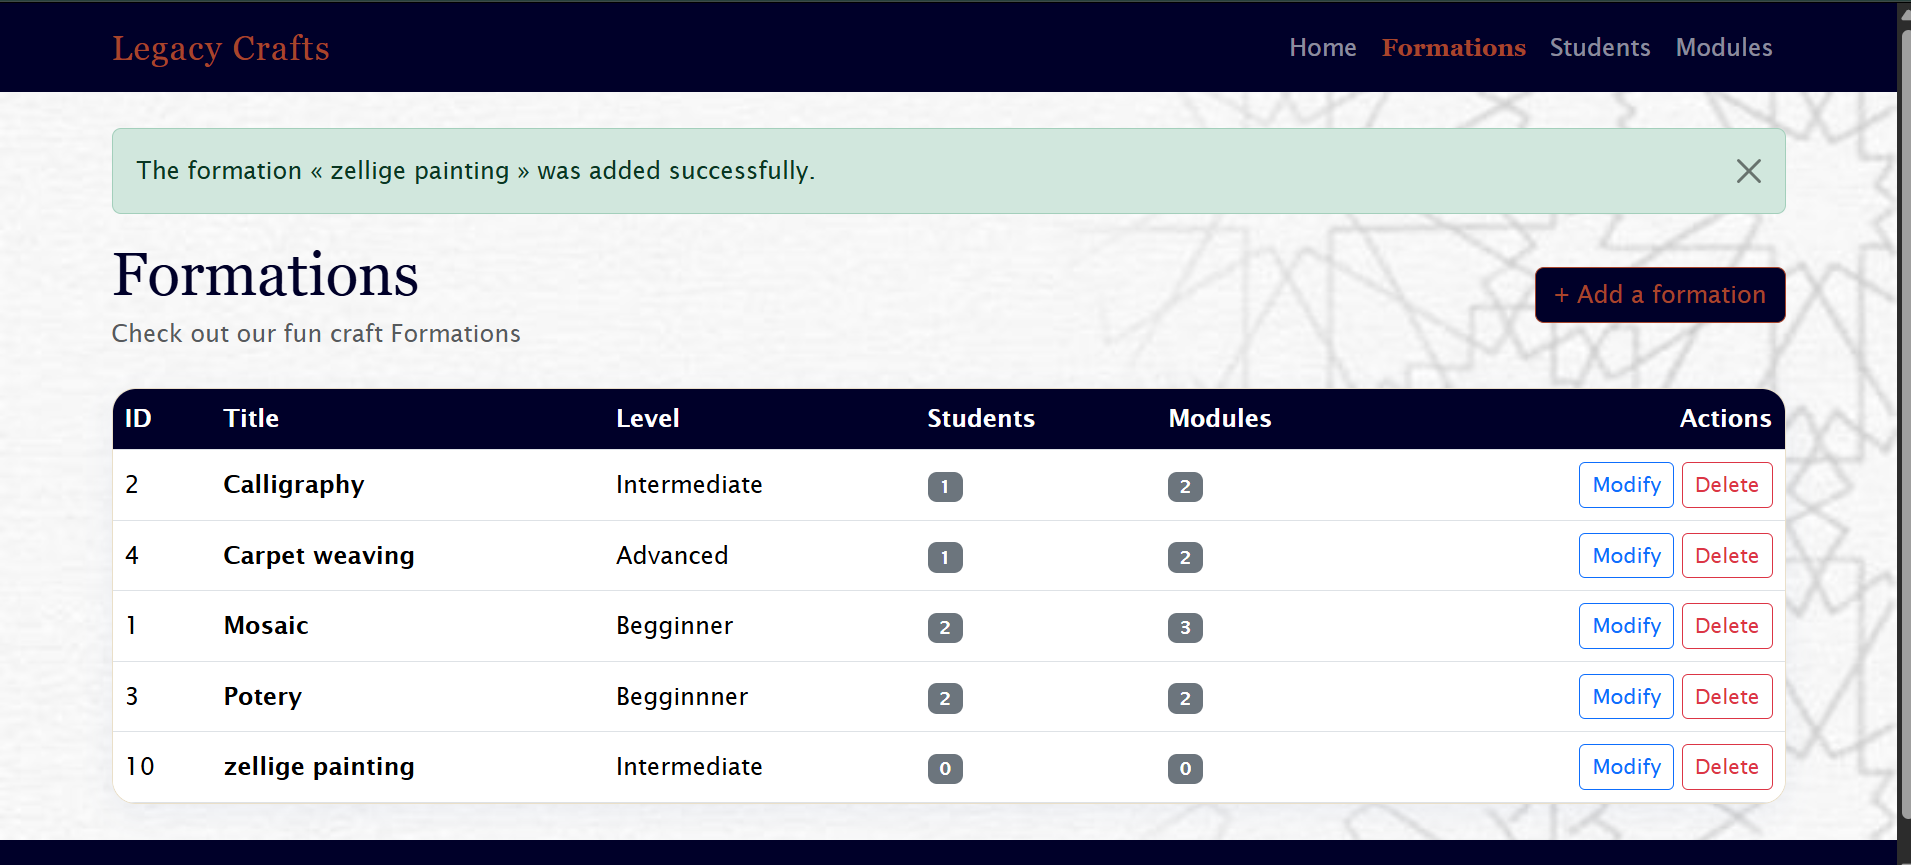 Legacy Crafts Home Formations Students Modules
The formation « zellige painting » was added successfully.
Formations
+ Add a formation
Check out our fun craft Formations
ID Title Level Students Modules Actions
2 Calligraphy Intermediate 1 2 Modify Delete
4 Carpet weaving Advanced 1 2 Modify Delete
1 Mosaic Begginner 2 3 Modify Delete
3 Potery Begginnner 2 2 Modify Delete
10 zellige painting Intermediate 0 0 Modify Delete